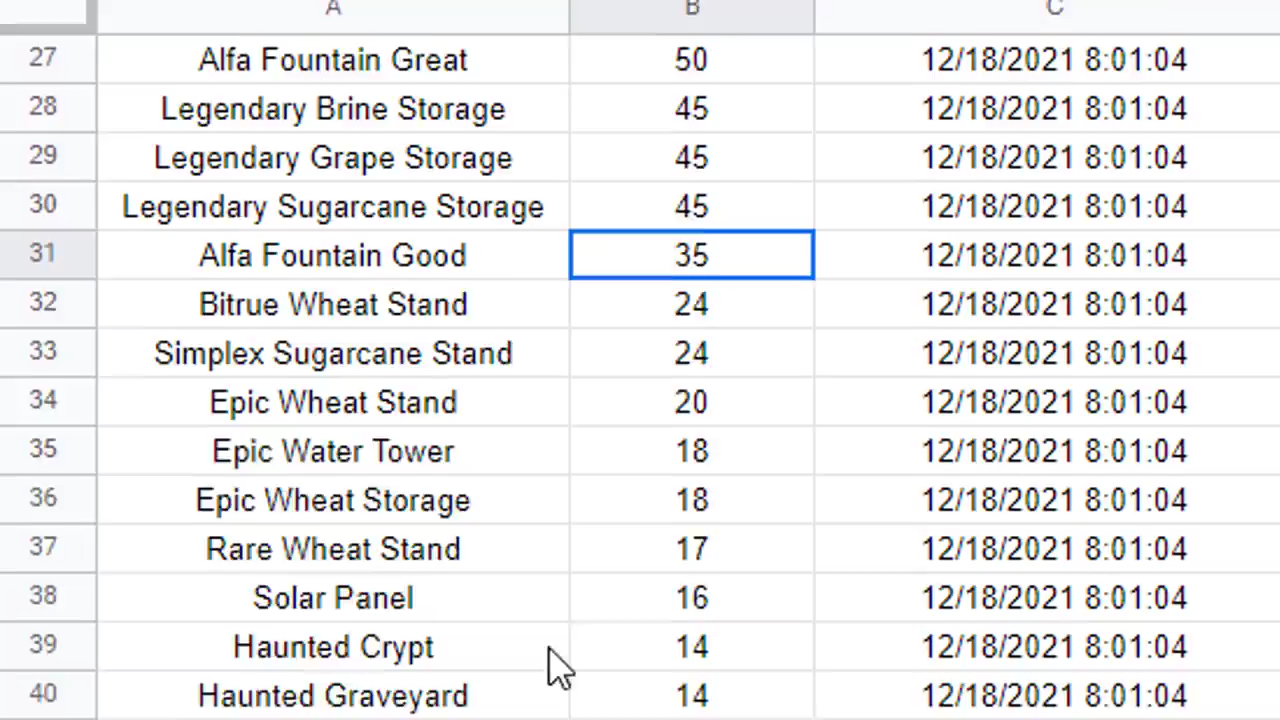 A B C
27 Alfa Fountain Great 50 12/18/2021 8:01:04
28 Legendary Brine Storage 45 12/18/2021 8:01:04
29 Legendary Grape Storage 45 12/18/2021 8:01:04
30 Legendary Sugarcane Storage 45 12/18/2021 8:01:04
31 Alfa Fountain Good 35 12/18/2021 8:01:04
32 Bitrue Wheat Stand 24 12/18/2021 8:01:04
33 Simplex Sugarcane Stand 24 12/18/2021 8:01:04
34 Epic Wheat Stand 20 12/18/2021 8:01:04
35 Epic Water Tower 18 12/18/2021 8:01:04
36 Epic Wheat Storage 18 12/18/2021 8:01:04
37 Rare Wheat Stand 17 12/18/2021 8:01:04
38 Solar Panel 16 12/18/2021 8:01:04
39 Haunted Crypt 14 12/18/2021 8:01:04
40 Haunted Graveyard 14 12/18/2021 8:01:04